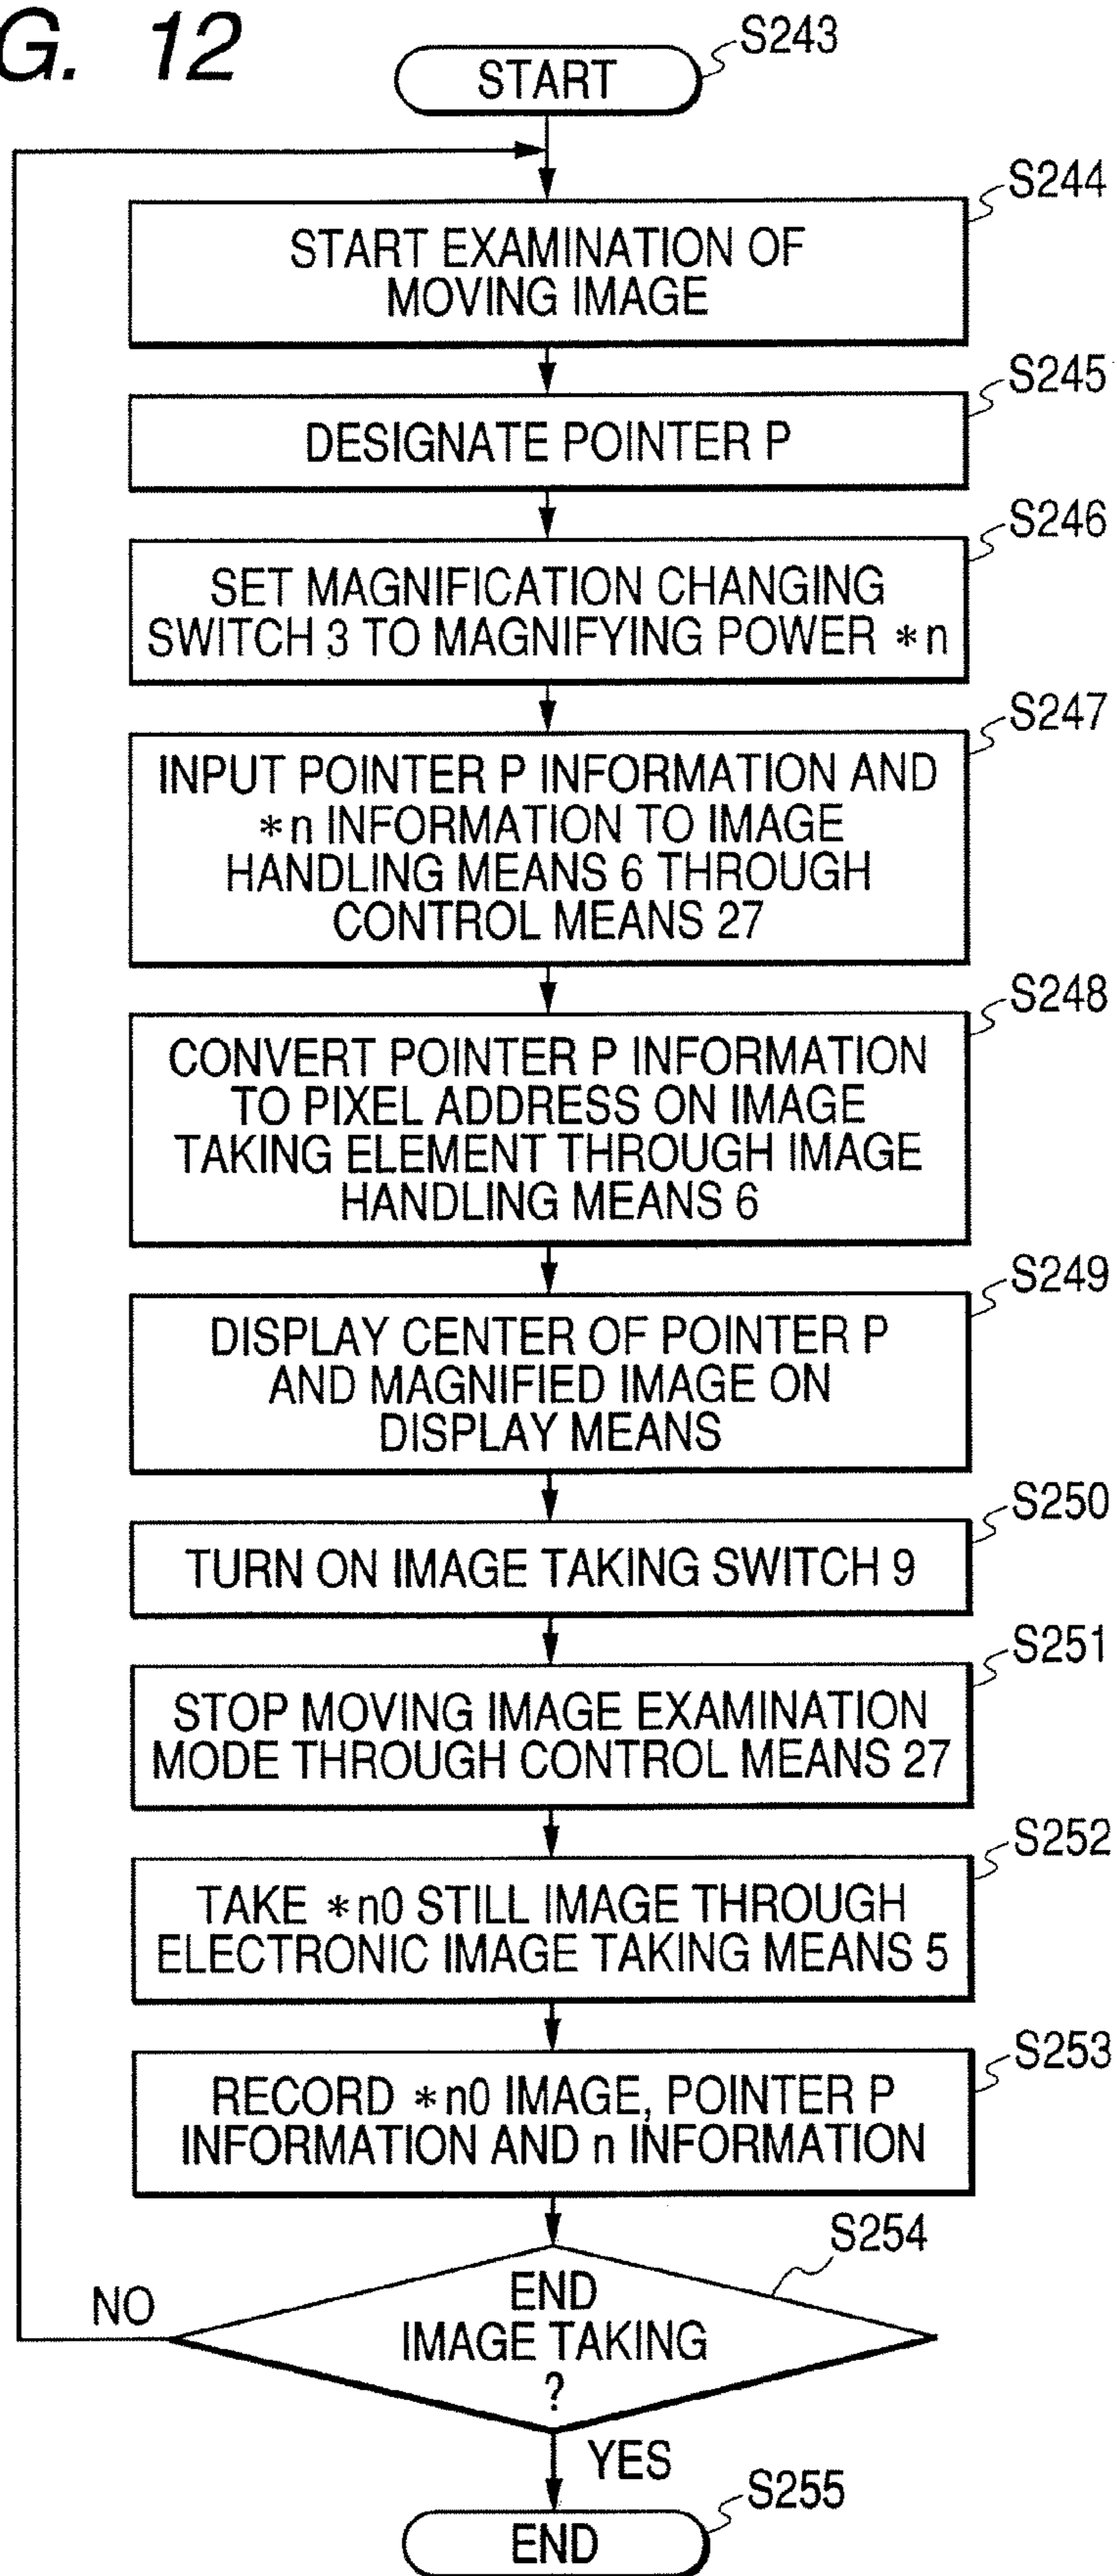 G. 12
START
S243
S244
START EXAMINATION OF
MOVING IMAGE
S245
DESIGNATE POINTER P
S246
SET MAGNIFICATION CHANGING
SWITCH 3 TO MAGNIFYING POWER *n
S247
INPUT POINTER P INFORMATION AND
*n INFORMATION TO IMAGE
HANDLING MEANS 6 THROUGH
CONTROL MEANS 27
S248
CONVERT POINTER P INFORMATION
TO PIXEL ADDRESS ON IMAGE
TAKING ELEMENT THROUGH IMAGE
HANDLING MEANS 6
S249
DISPLAY CENTER OF POINTER P
AND MAGNIFIED IMAGE ON
DISPLAY MEANS
S250
TURN ON IMAGE TAKING SWITCH 9
S251
STOP MOVING IMAGE EXAMINATION
MODE THROUGH CONTROL MEANS 27
S252
TAKE *n0 STILL IMAGE THROUGH
ELECTRONIC IMAGE TAKING MEANS 5
S253
RECORD *n0 IMAGE, POINTER P
INFORMATION AND n INFORMATION
S254
END
IMAGE TAKING
?
NO
YES
S255
END